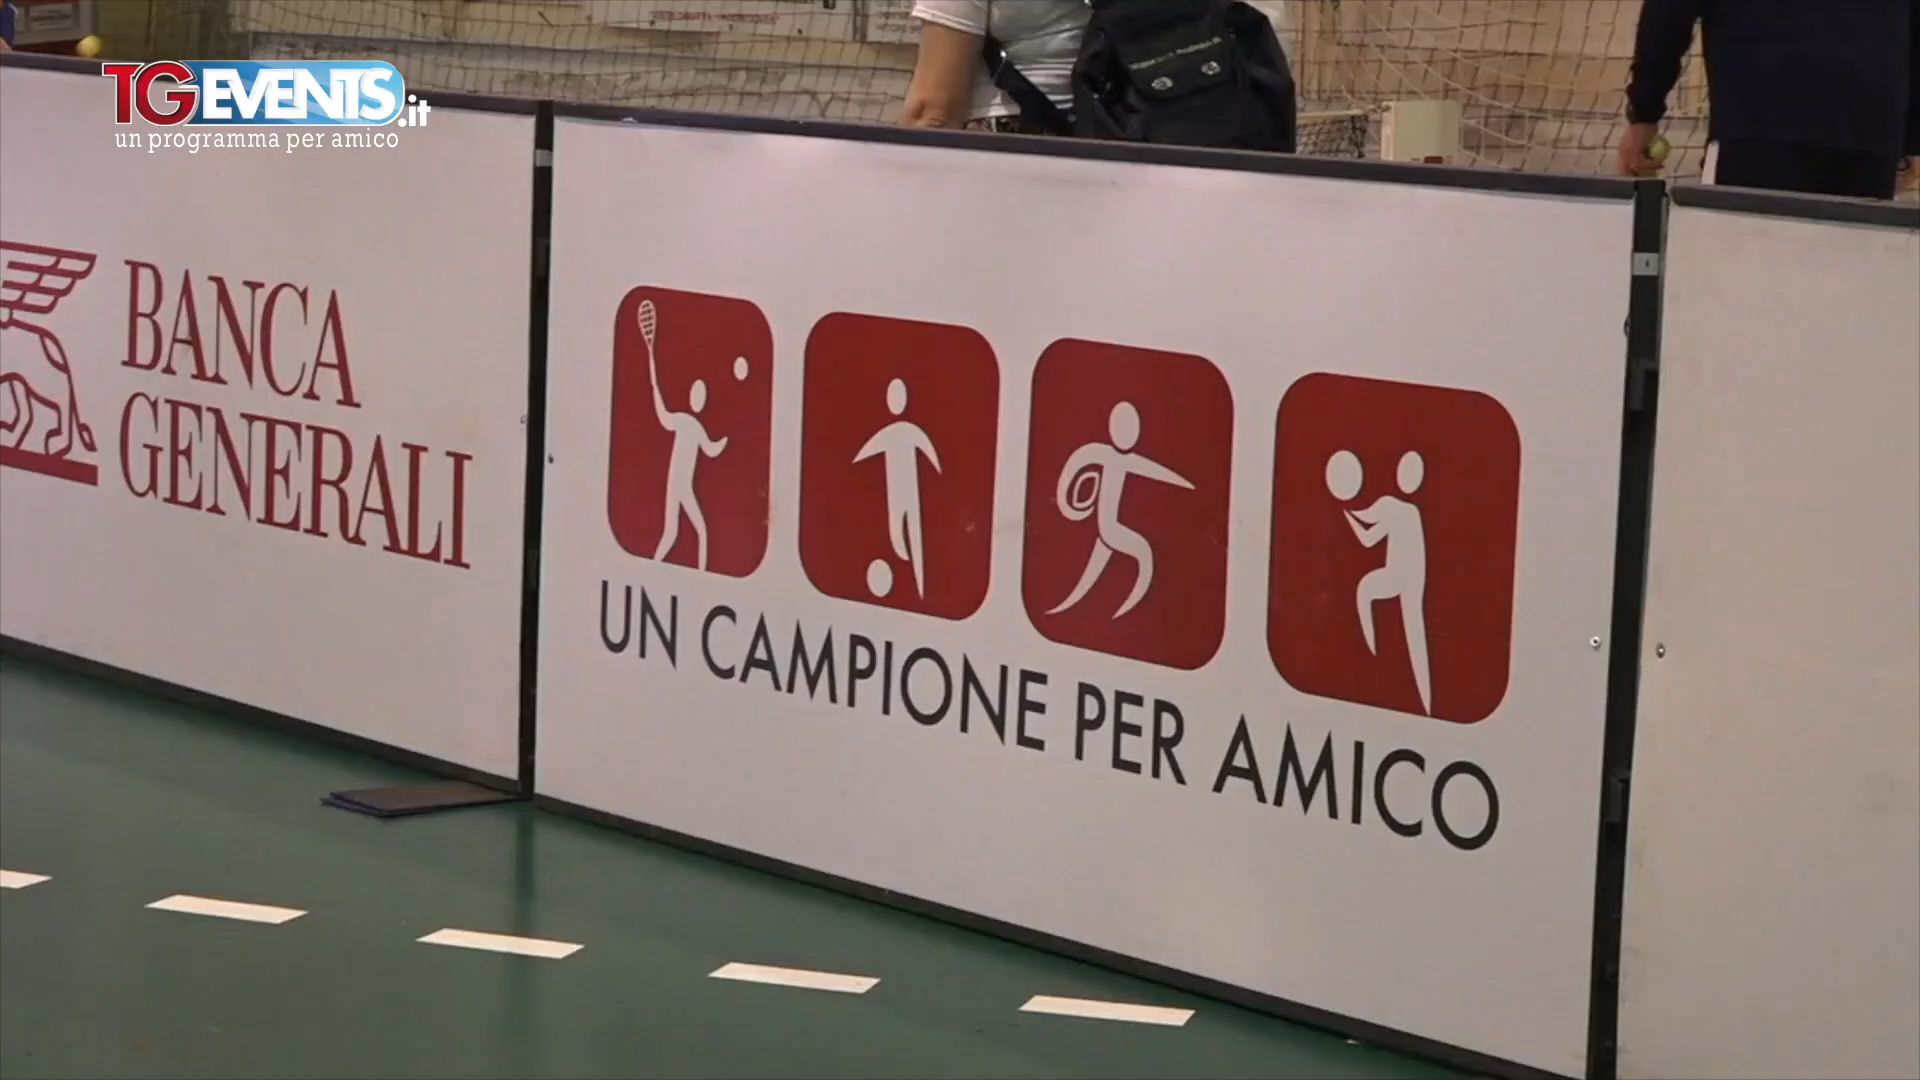 TGEVENTS.it
un programma per amico
BANCA
GENERALI
UN CAMPIONE PER AMICO